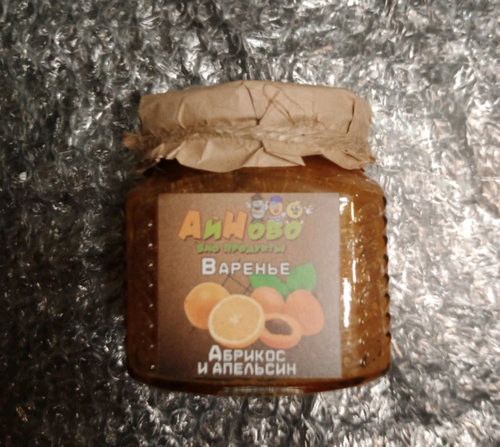 АйНово
Био продукты
Варенье
Абрикос
и апельсин